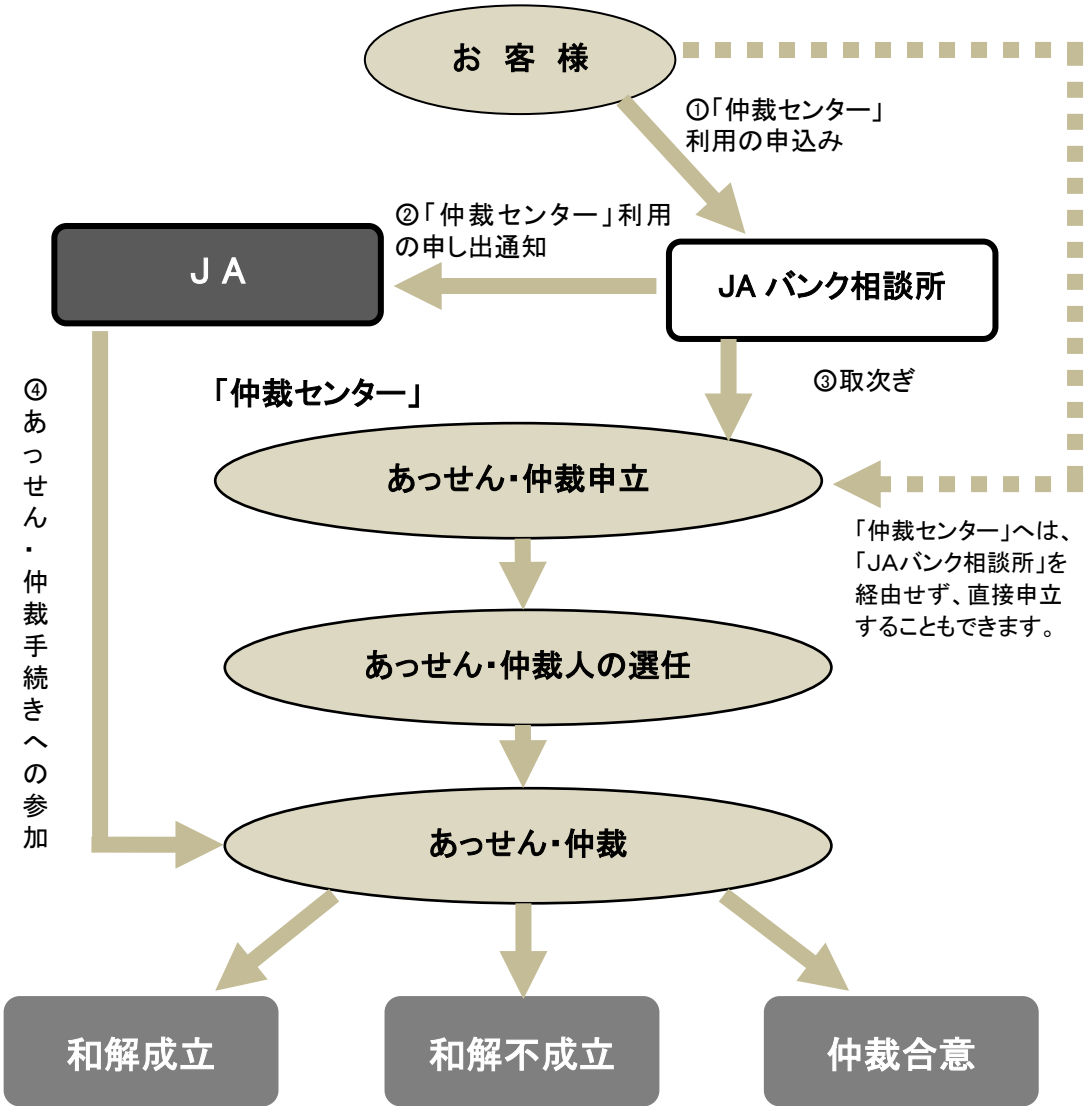 お 客 様
①「仲裁センター」
利用の申込み
②「仲裁センター」利用
の申し出通知
JA
JA バンク相談所
③取次ぎ
「仲裁センター」
④あっせん・仲裁手続きへの参加
あっせん・仲裁申立
「仲裁センター」へは、
「JAバンク相談所」を
経由せず、直接申立
することもできます。
あっせん・仲裁人の選任
あっせん・仲裁
和解成立
和解不成立
仲裁合意